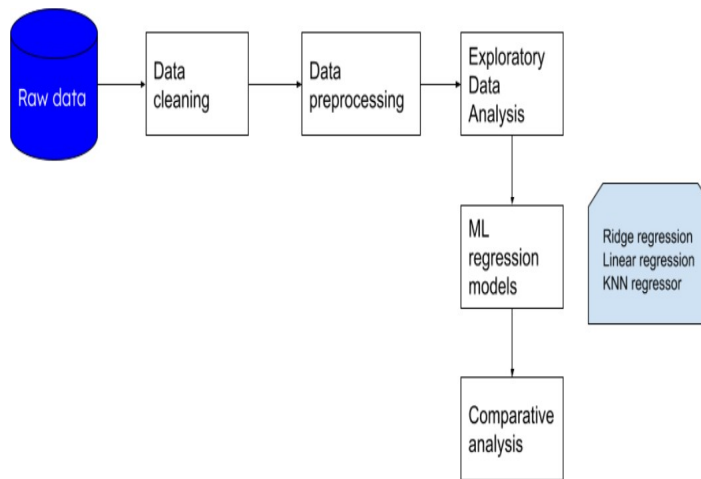 Raw data
Data
cleaning
Data
preprocessing
Exploratory
Data
Analysis
ML
regression
models
Ridge regression
Linear regression
KNN regressor
Comparative
analysis